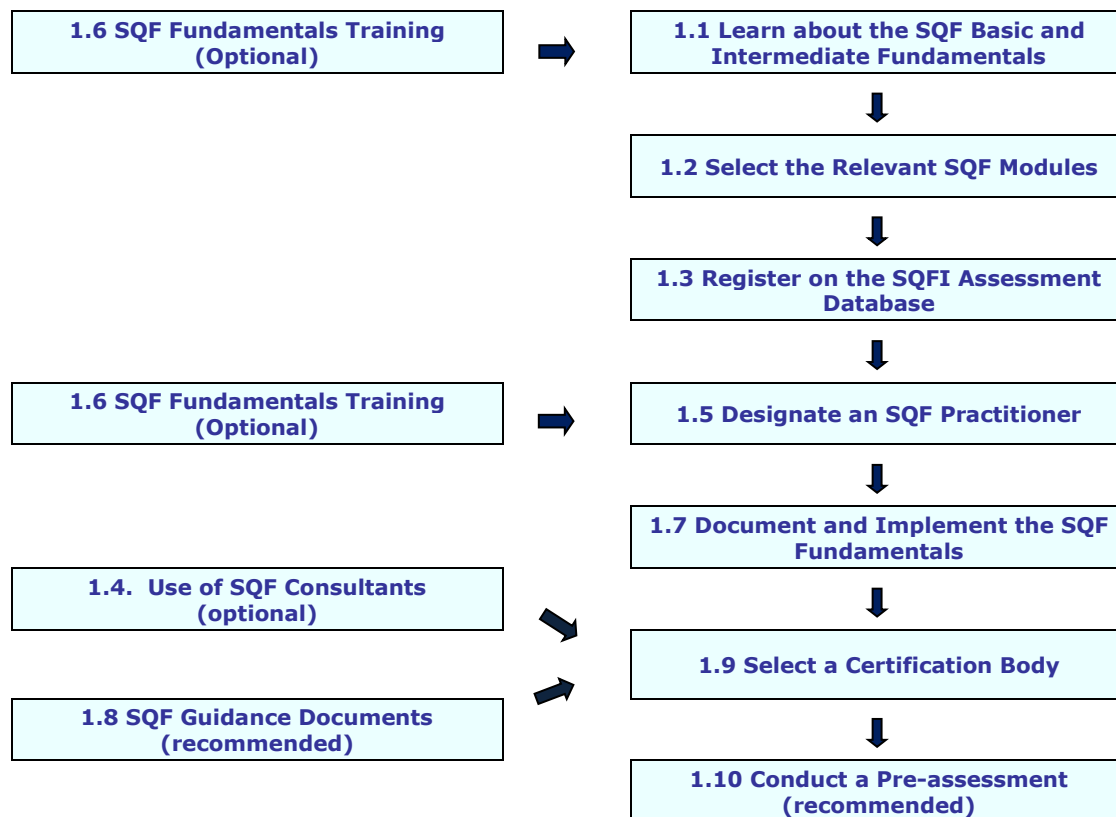 1.6 SQF Fundamentals Training
(Optional)
1.1 Learn about the SQF Basic and
Intermediate Fundamentals
1.2 Select the Relevant SQF Modules
1.3 Register on the SQFI Assessment
Database
1.6 SQF Fundamentals Training
(Optional)
1.5 Designate an SQF Practitioner
1.7 Document and Implement the SQF
Fundamentals
1.4. Use of SQF Consultants
(optional)
1.9 Select a Certification Body
1.8 SQF Guidance Documents
(recommended)
1.10 Conduct a Pre-assessment
(recommended)